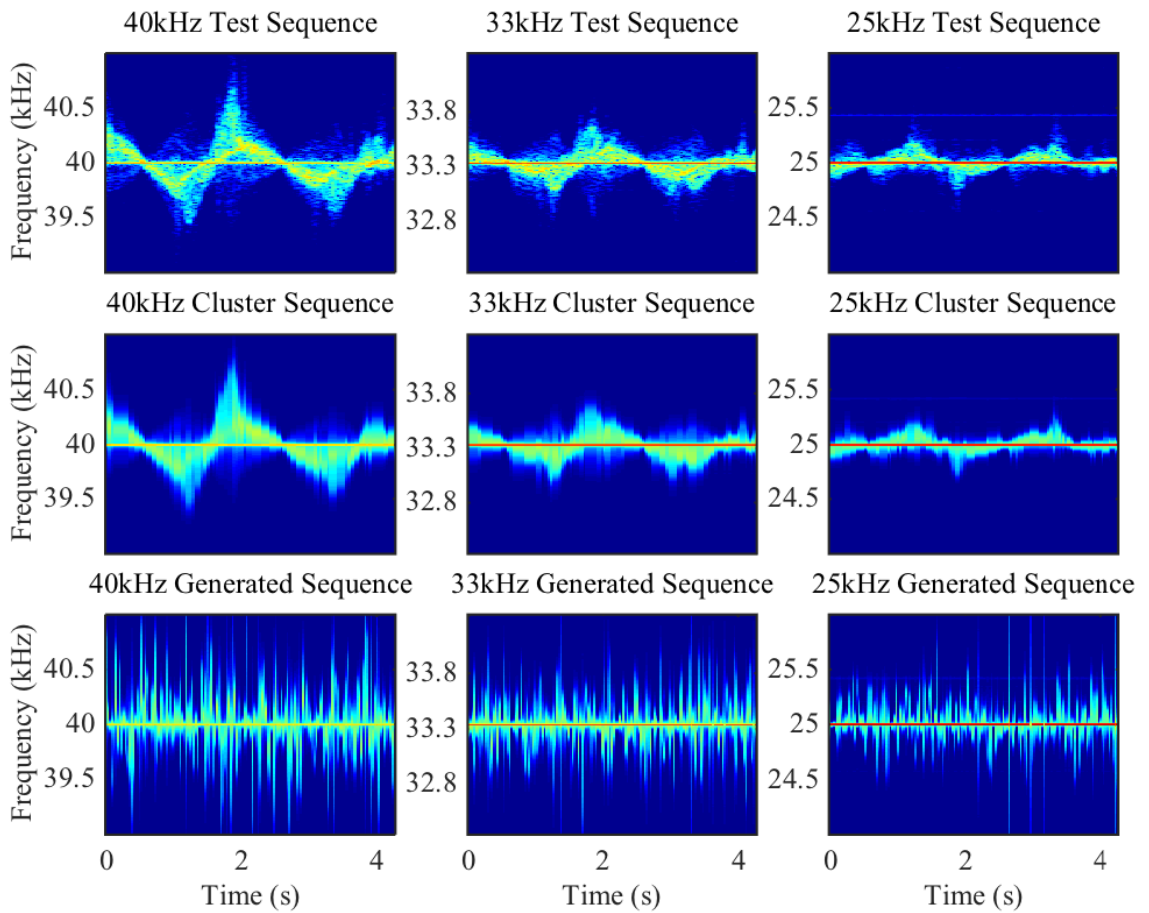 40kHz Test Sequence
33kHz Test Sequence
25kHz Test Sequence
Frequency (kHz)
40.5
40
39.5
33.8
33.3
32.8
25.5
25
24.5
40kHz Cluster Sequence
33kHz Cluster Sequence
25kHz Cluster Sequence
Frequency (kHz)
40.5
40
39.5
33.8
33.3
32.8
25.5
25
24.5
40kHz Generated Sequence
33kHz Generated Sequence
25kHz Generated Sequence
Frequency (kHz)
40.5
40
39.5
33.8
33.3
32.8
25.5
25
24.5
0 2 4
0 2 4
0 2 4
Time (s)
Time (s)
Time (s)